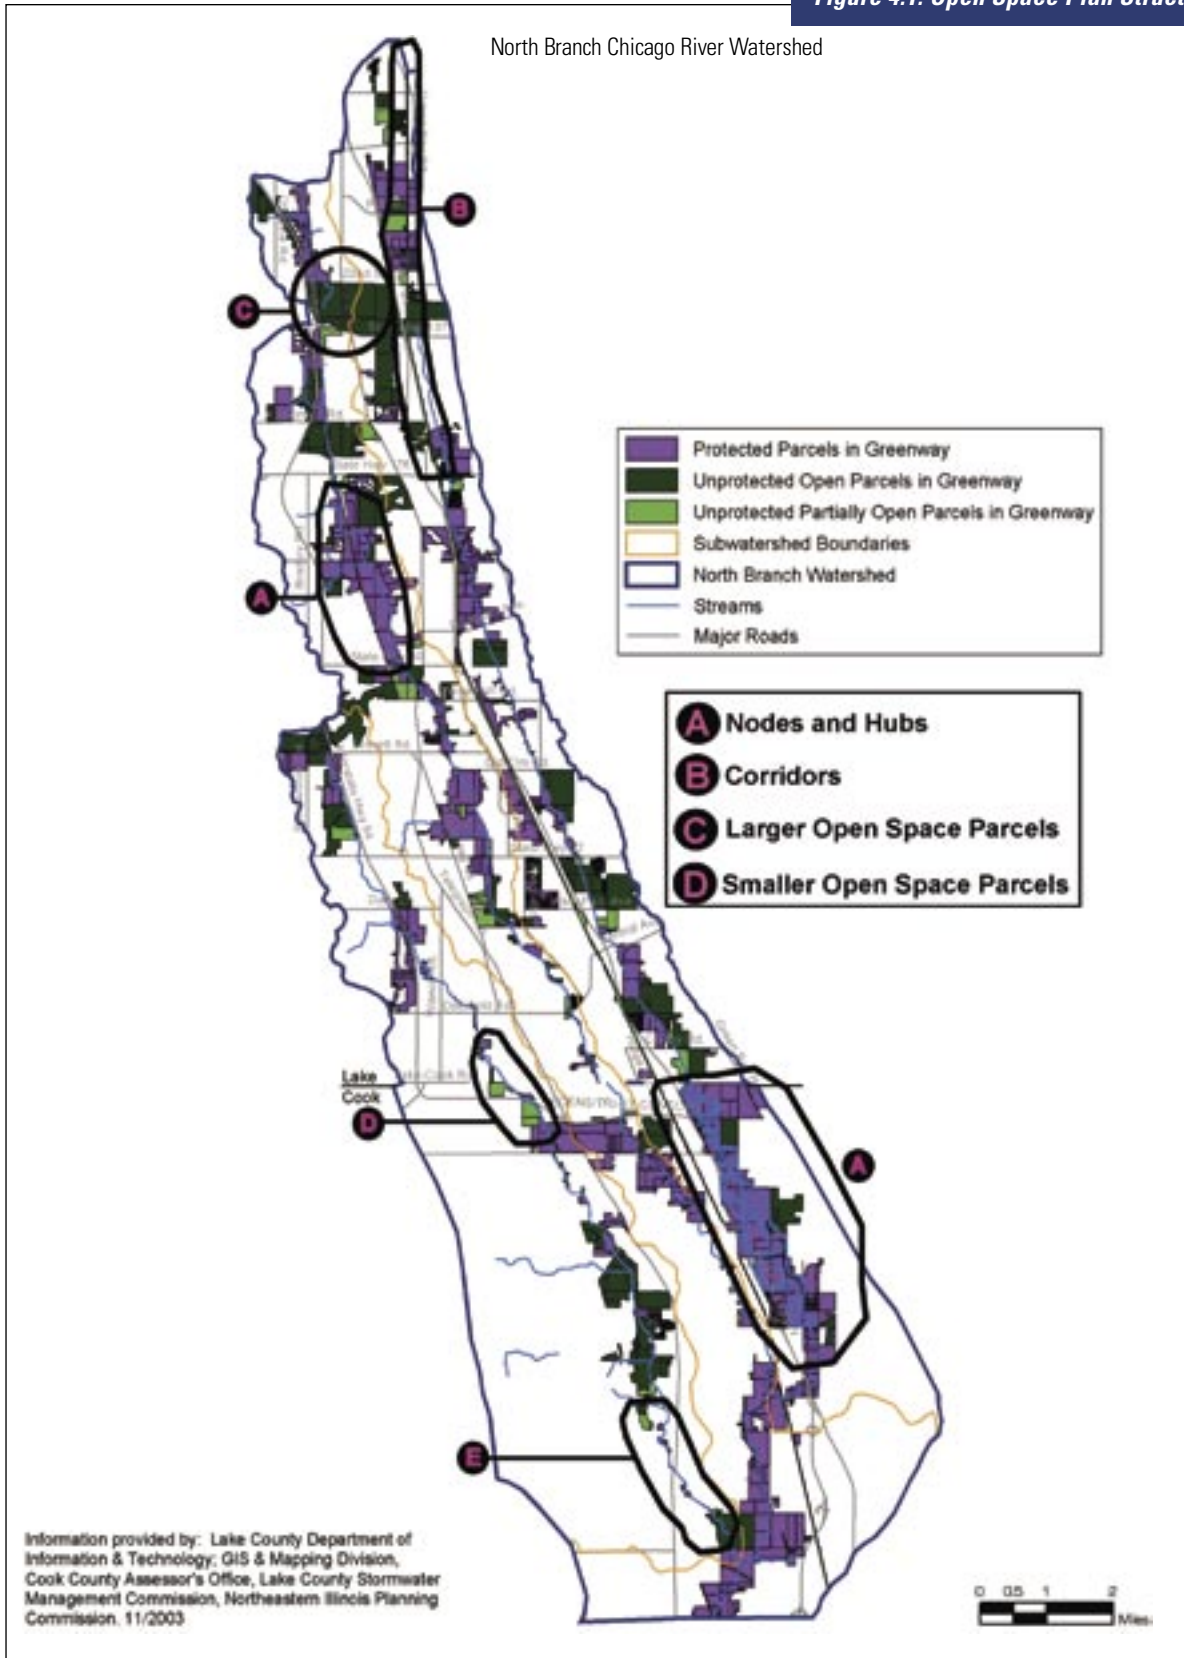 Figure 4.1. Open Space Plan Struct
North Branch Chicago River Watershed
B
C
Protected Parcels in Greenway
Unprotected Open Parcels in Greenway
Unprotected Partially Open Parcels in Greenway
Subwatershed Boundaries
North Branch Watershed
Streams
Major Roads
A
A Nodes and Hubs
B Corridors
C Larger Open Space Parcels
D Smaller Open Space Parcels
Lake
Cook
D
A
E
Information provided by: Lake County Department of
Information & Technology; GIS & Mapping Division,
Cook County Assessor's Office, Lake County Stormwater
Management Commission, Northeastern Illinois Planning
Commission. 11/2003
0 0.5 1 2
Miles